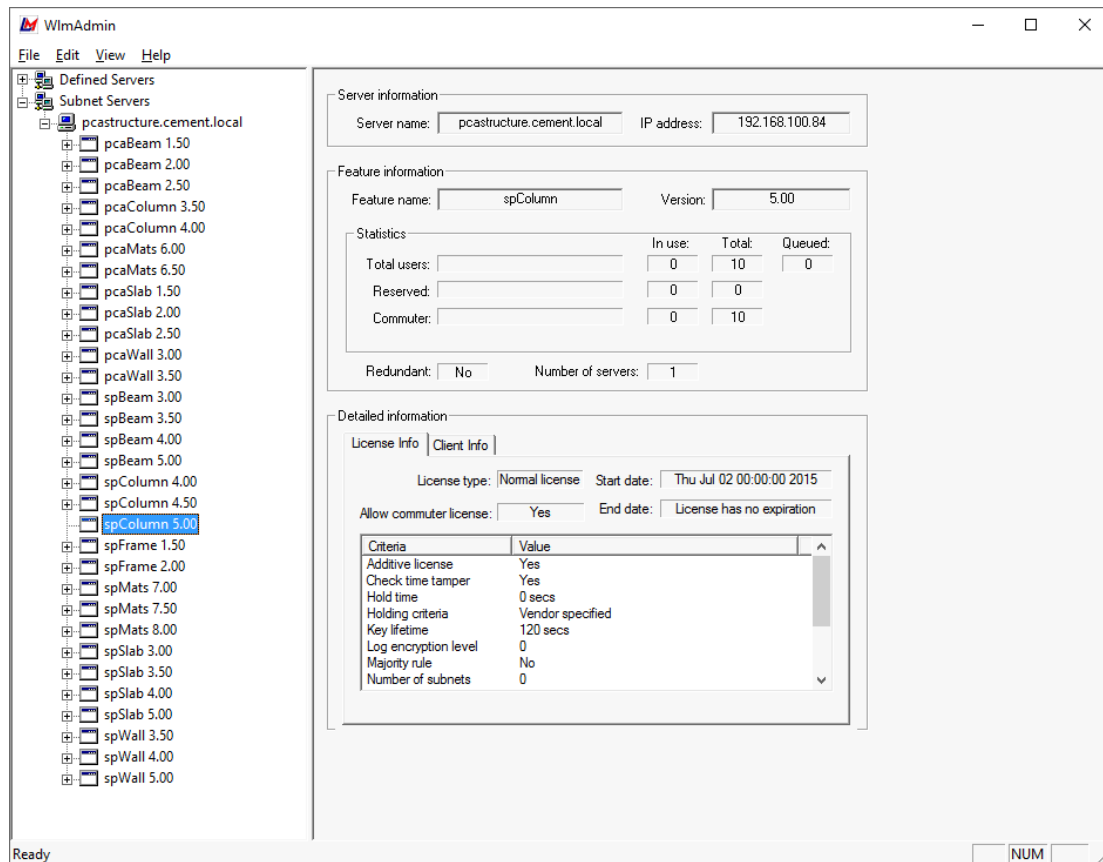 WlmAdmin
File Edit View Help
Defined Servers
Subnet Servers
pcastructure.cement.local
pcaBeam 1.50
pcaBeam 2.00
pcaBeam 2.50
pcaColumn 3.50
pcaColumn 4.00
pcaMats 6.00
pcaMats 6.50
pcaSlab 1.50
pcaSlab 2.00
pcaSlab 2.50
pcaWall 3.00
pcaWall 3.50
spBeam 3.00
spBeam 3.50
spBeam 4.00
spBeam 5.00
spColumn 4.00
spColumn 4.50
spColumn 5.00
spFrame 1.50
spFrame 2.00
spMats 7.00
spMats 7.50
spMats 8.00
spSlab 3.00
spSlab 3.50
spSlab 4.00
spSlab 5.00
spWall 3.50
spWall 4.00
spWall 5.00
Server information
Server name: pcastructure.cement.local IP address: 192.168.100.84
Feature information
Feature name: spColumn Version: 5.00
Statistics
In use: Total: Queued:
Total users: 0 10 0
Reserved: 0 0
Commuter: 0 10
Redundant: No Number of servers: 1
Detailed information
License Info Client Info
License type: Normal license Start date: Thu Jul 02 00:00:00 2015
Allow commuter license: Yes End date: License has no expiration
Criteria Value
Additive license Yes
Check time tamper Yes
Hold time 0 secs
Holding criteria Vendor specified
Key lifetime 120 secs
Log encryption level 0
Majority rule No
Number of subnets 0
Ready NUM